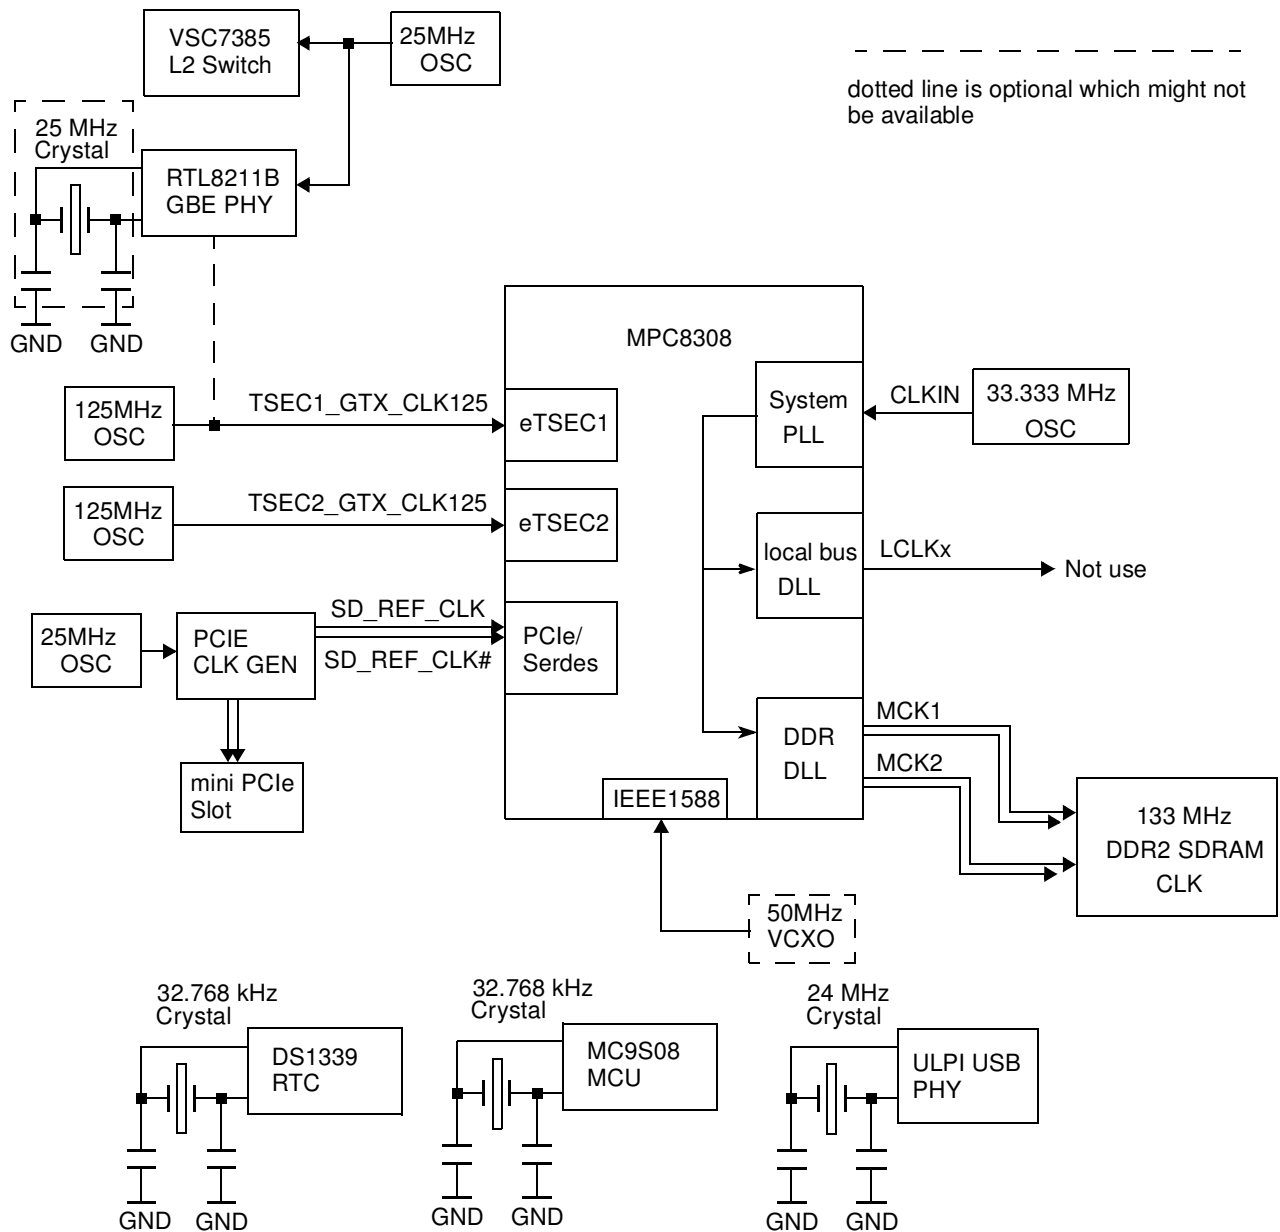 VSC7385
L2 Switch
25MHz
OSC
dotted line is optional which might not
be available
25 MHz
Crystal
RTL8211B
GBE PHY
GND
GND
MPC8308
125MHz
OSC
TSEC1_GTX_CLK125
eTSEC1
System
PLL
CLKIN
33.333 MHz
OSC
125MHz
OSC
TSEC2_GTX_CLK125
eTSEC2
local bus
DLL
LCLKx
Not use
25MHz
OSC
PCIE
CLK GEN
SD_REF_CLK
SD_REF_CLK#
PCIe/
Serdes
mini PCIe
Slot
DDR
DLL
MCK1
MCK2
IEEE1588
133 MHz
DDR2 SDRAM
CLK
50MHz
VCXO
32.768 kHz
Crystal
DS1339
RTC
GND
GND
32.768 kHz
Crystal
MC9S08
MCU
GND
GND
24 MHz
Crystal
ULPI USB
PHY
GND
GND